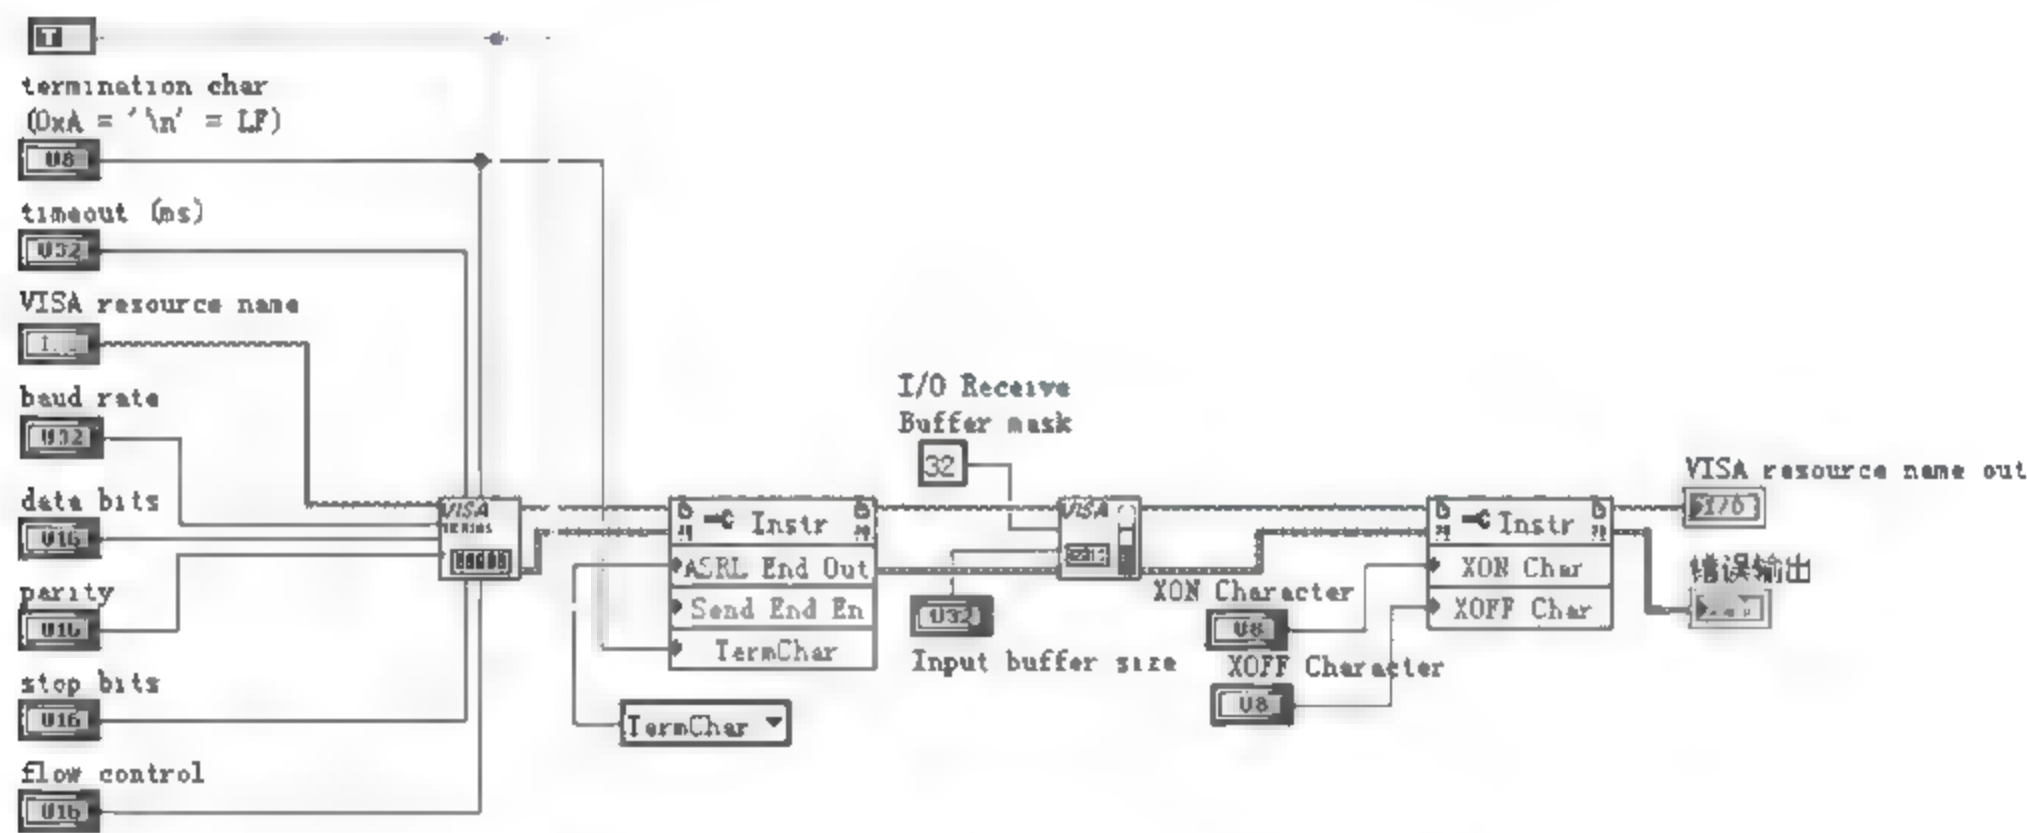 T
termination char
(0xA = '\n' = LF)
U8
timeout (ms)
U32
VISA resource name
baud rate
U32
data bits
U16
parity
U16
stop bits
U16
flow control
U16
VISA
SERIAL
Instr
ASRL End Out
Send End En
TermChar
TermChar
I/O Receive
Buffer mask
32
VISA
U32
Input buffer size
XON Character
U8
XOFF Character
U8
Instr
XON Char
XOFF Char
VISA resource name out
I/O
错误输出